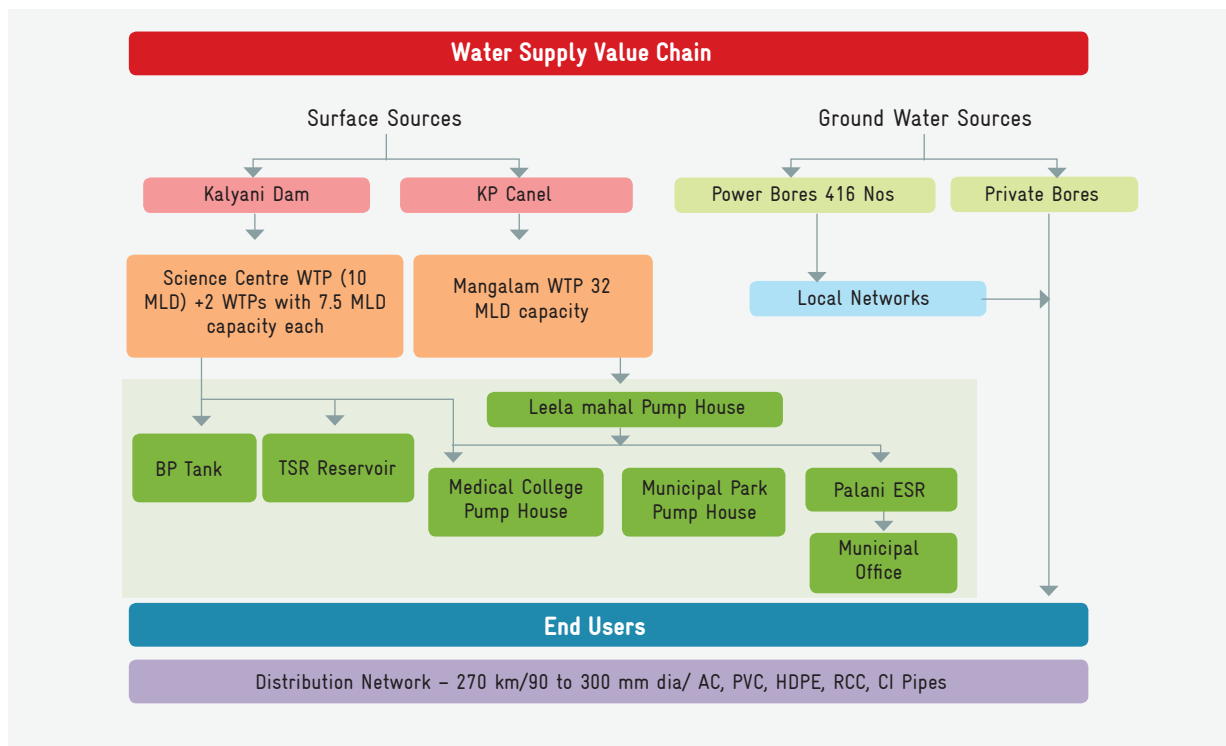 Water Supply Value Chain
Surface Sources
Ground Water Sources
Kalyani Dam
KP Canel
Power Bores 416 Nos
Private Bores
Science Centre WTP (10
MLD) +2 WTPs with 7.5 MLD
capacity each
Mangalam WTP 32
MLD capacity
Local Networks
Leela mahal Pump House
BP Tank
TSR Reservoir
Medical College
Pump House
Municipal Park
Pump House
Palani ESR
Municipal
Office
End Users
Distribution Network – 270 km/90 to 300 mm dia/ AC, PVC, HDPE, RCC, CI Pipes